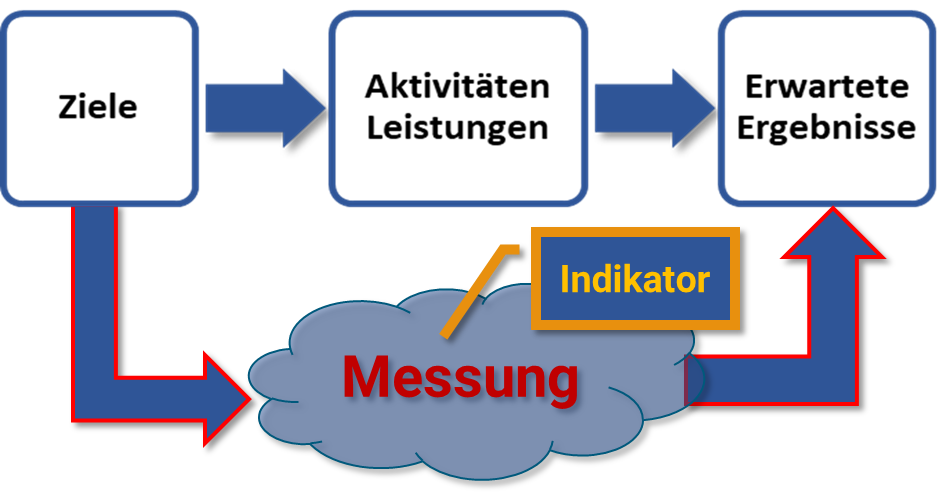 Ziele
Aktivitäten
Leistungen
Erwartete
Ergebnisse
Indikator
Messung